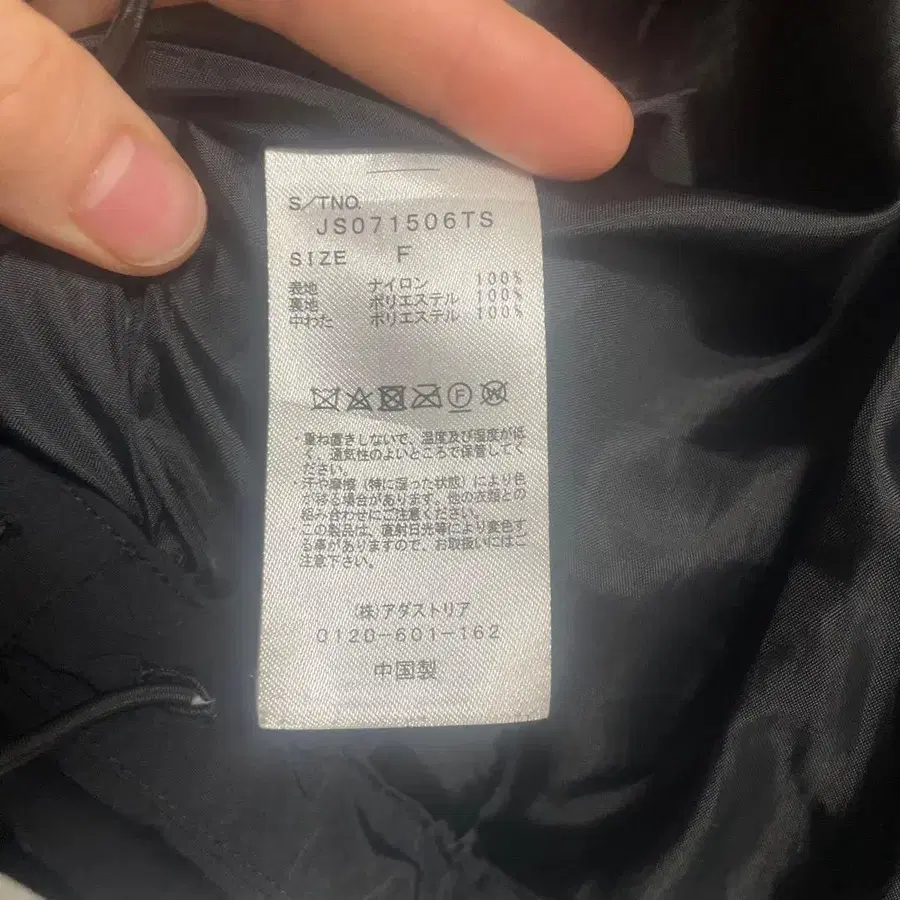 S/TNO.
JS071506TS
SIZE F
表地 ナイロン 100%
裏地 ポリエステル 100%
中わた ポリエステル 100%
F W
・重ね置きしないで、温度及び湿度が低
く、通気性のよいところで保管してく
ださい。
・汗や摩擦(特に湿った状態)により色
が移る場合があります。他の衣類との
組み合わせにご注意ください。
この製品は、直射日光等により変色す
る事がありますので、お取扱いにはご
注意下さい。
(株)アダストリア
0120-601-162
中国製